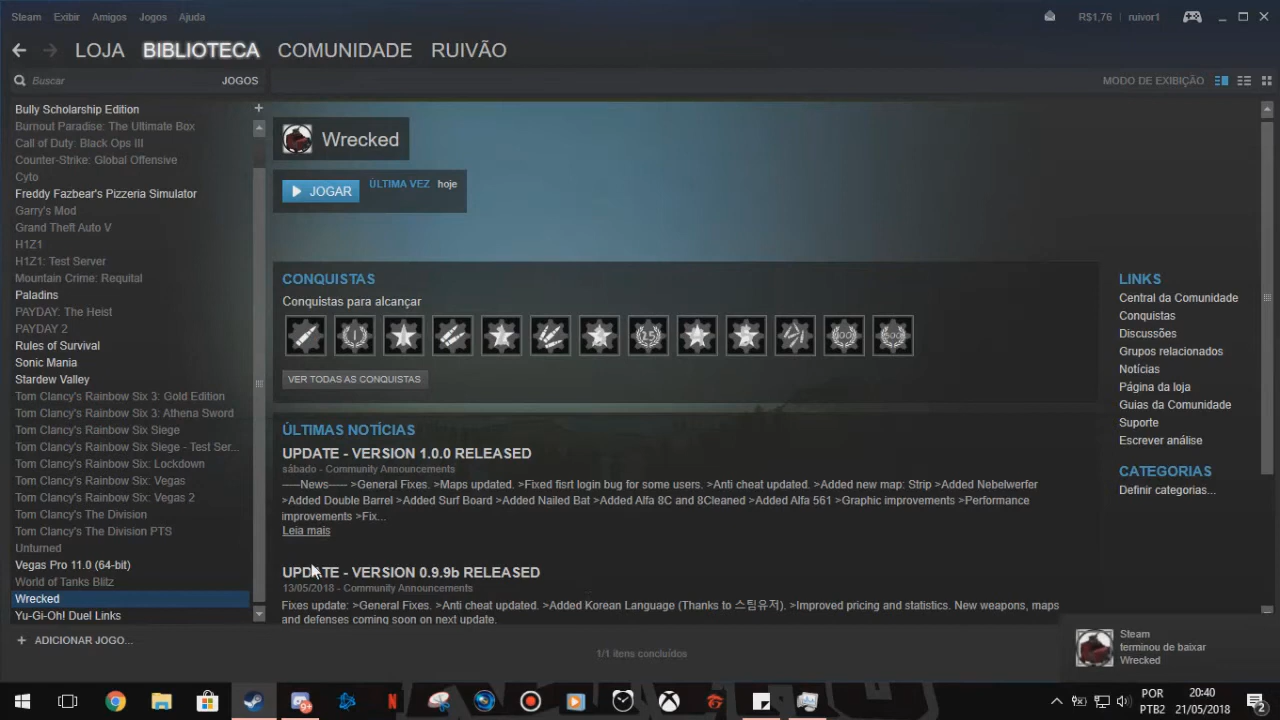 Steam Exibir Amigos Jogos Ajuda
R$1,76 ruivor1
LOJA BIBLIOTECA COMUNIDADE RUIVÃO
Buscar JOGOS
MODO DE EXIBIÇÃO
Bully Scholarship Edition
Burnout Paradise: The Ultimate Box
Call of Duty: Black Ops III
Counter-Strike: Global Offensive
Cyto
Freddy Fazbear's Pizzeria Simulator
Garry's Mod
Grand Theft Auto V
H1Z1
H1Z1: Test Server
Mountain Crime: Requital
Paladins
PAYDAY: The Heist
PAYDAY 2
Rules of Survival
Sonic Mania
Stardew Valley
Tom Clancy's Rainbow Six 3: Gold Edition
Tom Clancy's Rainbow Six 3: Athena Sword
Tom Clancy's Rainbow Six Siege
Tom Clancy's Rainbow Six Siege - Test Ser...
Tom Clancy's Rainbow Six: Lockdown
Tom Clancy's Rainbow Six: Vegas
Tom Clancy's Rainbow Six: Vegas 2
Tom Clancy's The Division
Tom Clancy's The Division PTS
Unturned
Vegas Pro 11.0 (64-bit)
World of Tanks Blitz
Wrecked
Yu-Gi-Oh! Duel Links
+ ADICIONAR JOGO...
Wrecked
JOGAR
ÚLTIMA VEZ hoje
CONQUISTAS
Conquistas para alcançar
1
25
VER TODAS AS CONQUISTAS
ÚLTIMAS NOTÍCIAS
UPDATE - VERSION 1.0.0 RELEASED
sábado - Community Announcements
-----News----- >General Fixes. >Maps updated. >Fixed fisrt login bug for some users. >Anti cheat updated. >Added new map: Strip >Added Nebelwerfer
>Added Double Barrel >Added Surf Board >Added Nailed Bat >Added Alfa 8C and 8Cleaned >Added Alfa 561 >Graphic improvements >Performance
improvements >Fix...
Leia mais
UPDATE - VERSION 0.9.9b RELEASED
13/05/2018 - Community Announcements
Fixes update: >General Fixes. >Anti cheat updated. >Added Korean Language (Thanks to 스팀유저). >Improved pricing and statistics. New weapons, maps
and defenses coming soon on next update.
LINKS
Central da Comunidade
Conquistas
Discussões
Grupos relacionados
Notícias
Página da loja
Guias da Comunidade
Suporte
Escrever análise
CATEGORIAS
Definir categorias...
1/1 itens concluídos
Steam
terminou de baixar
Wrecked
POR
PTB2
20:40
21/05/2018
2